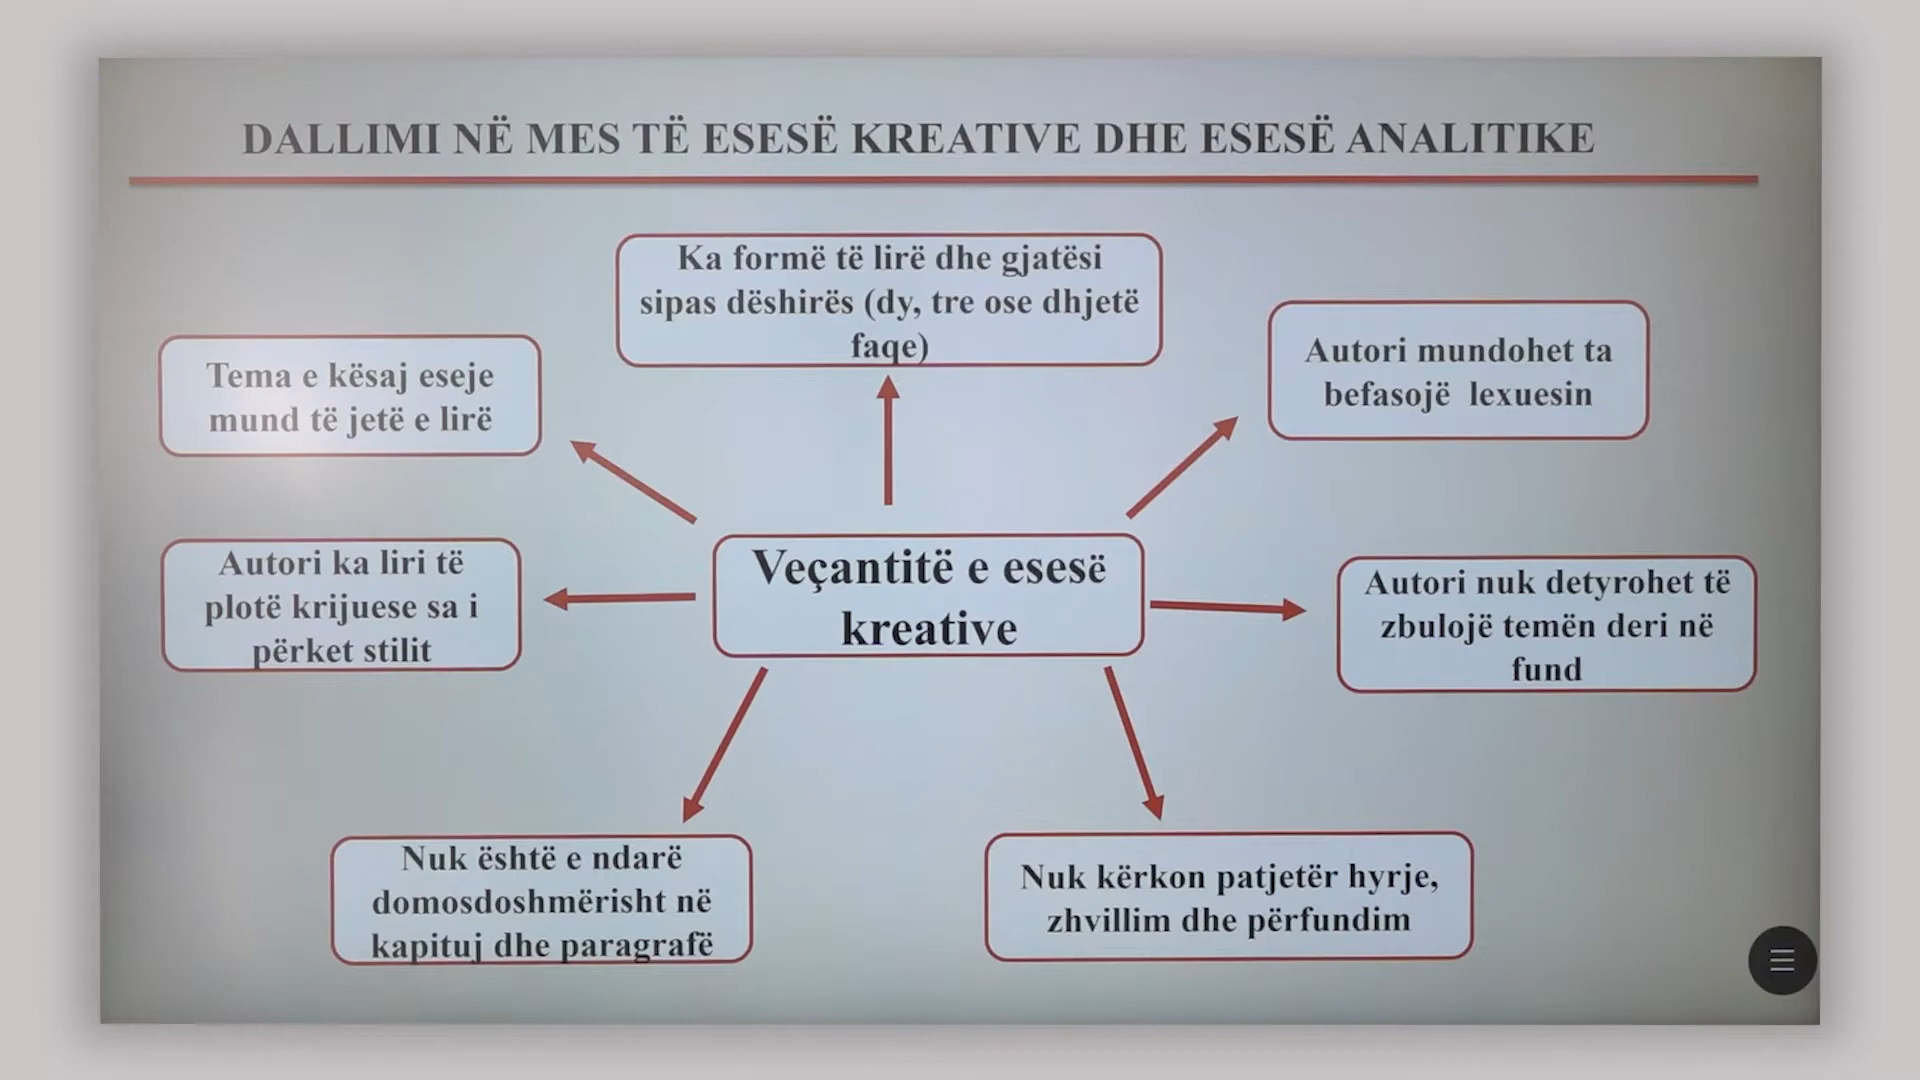 DALLIMI NË MES TË ESESË KREATIVE DHE ESESË ANALITIKE
Ka formë të lirë dhe gjatësi
sipas dëshirës (dy, tre ose dhjetë
faqe)
Tema e kësaj eseje
mund të jetë e lirë
Autori mundohet ta
befasojë lexuesin
Autori ka liri të
plotë krijuese sa i
përket stilit
Veçantitë e esesë
kreative
Autori nuk detyrohet të
zbulojë temën deri në
fund
Nuk është e ndarë
domosdoshmërisht në
kapituj dhe paragrafë
Nuk kërkon patjetër hyrje,
zhvillim dhe përfundim